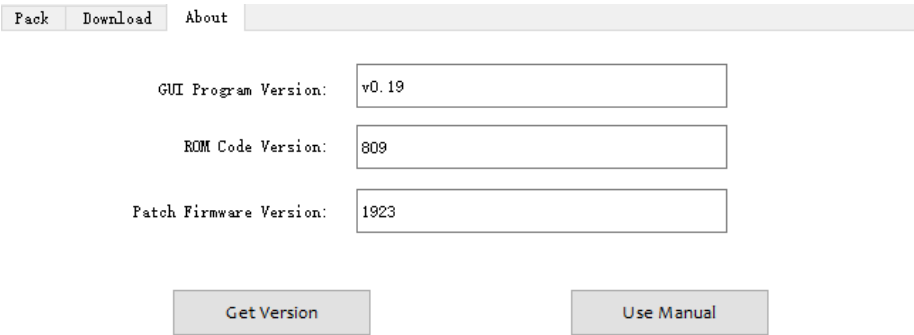 Pack Download About
GUI Program Version: v0.19
ROM Code Version: 809
Patch Firmware Version: 1923
Get Version Use Manual